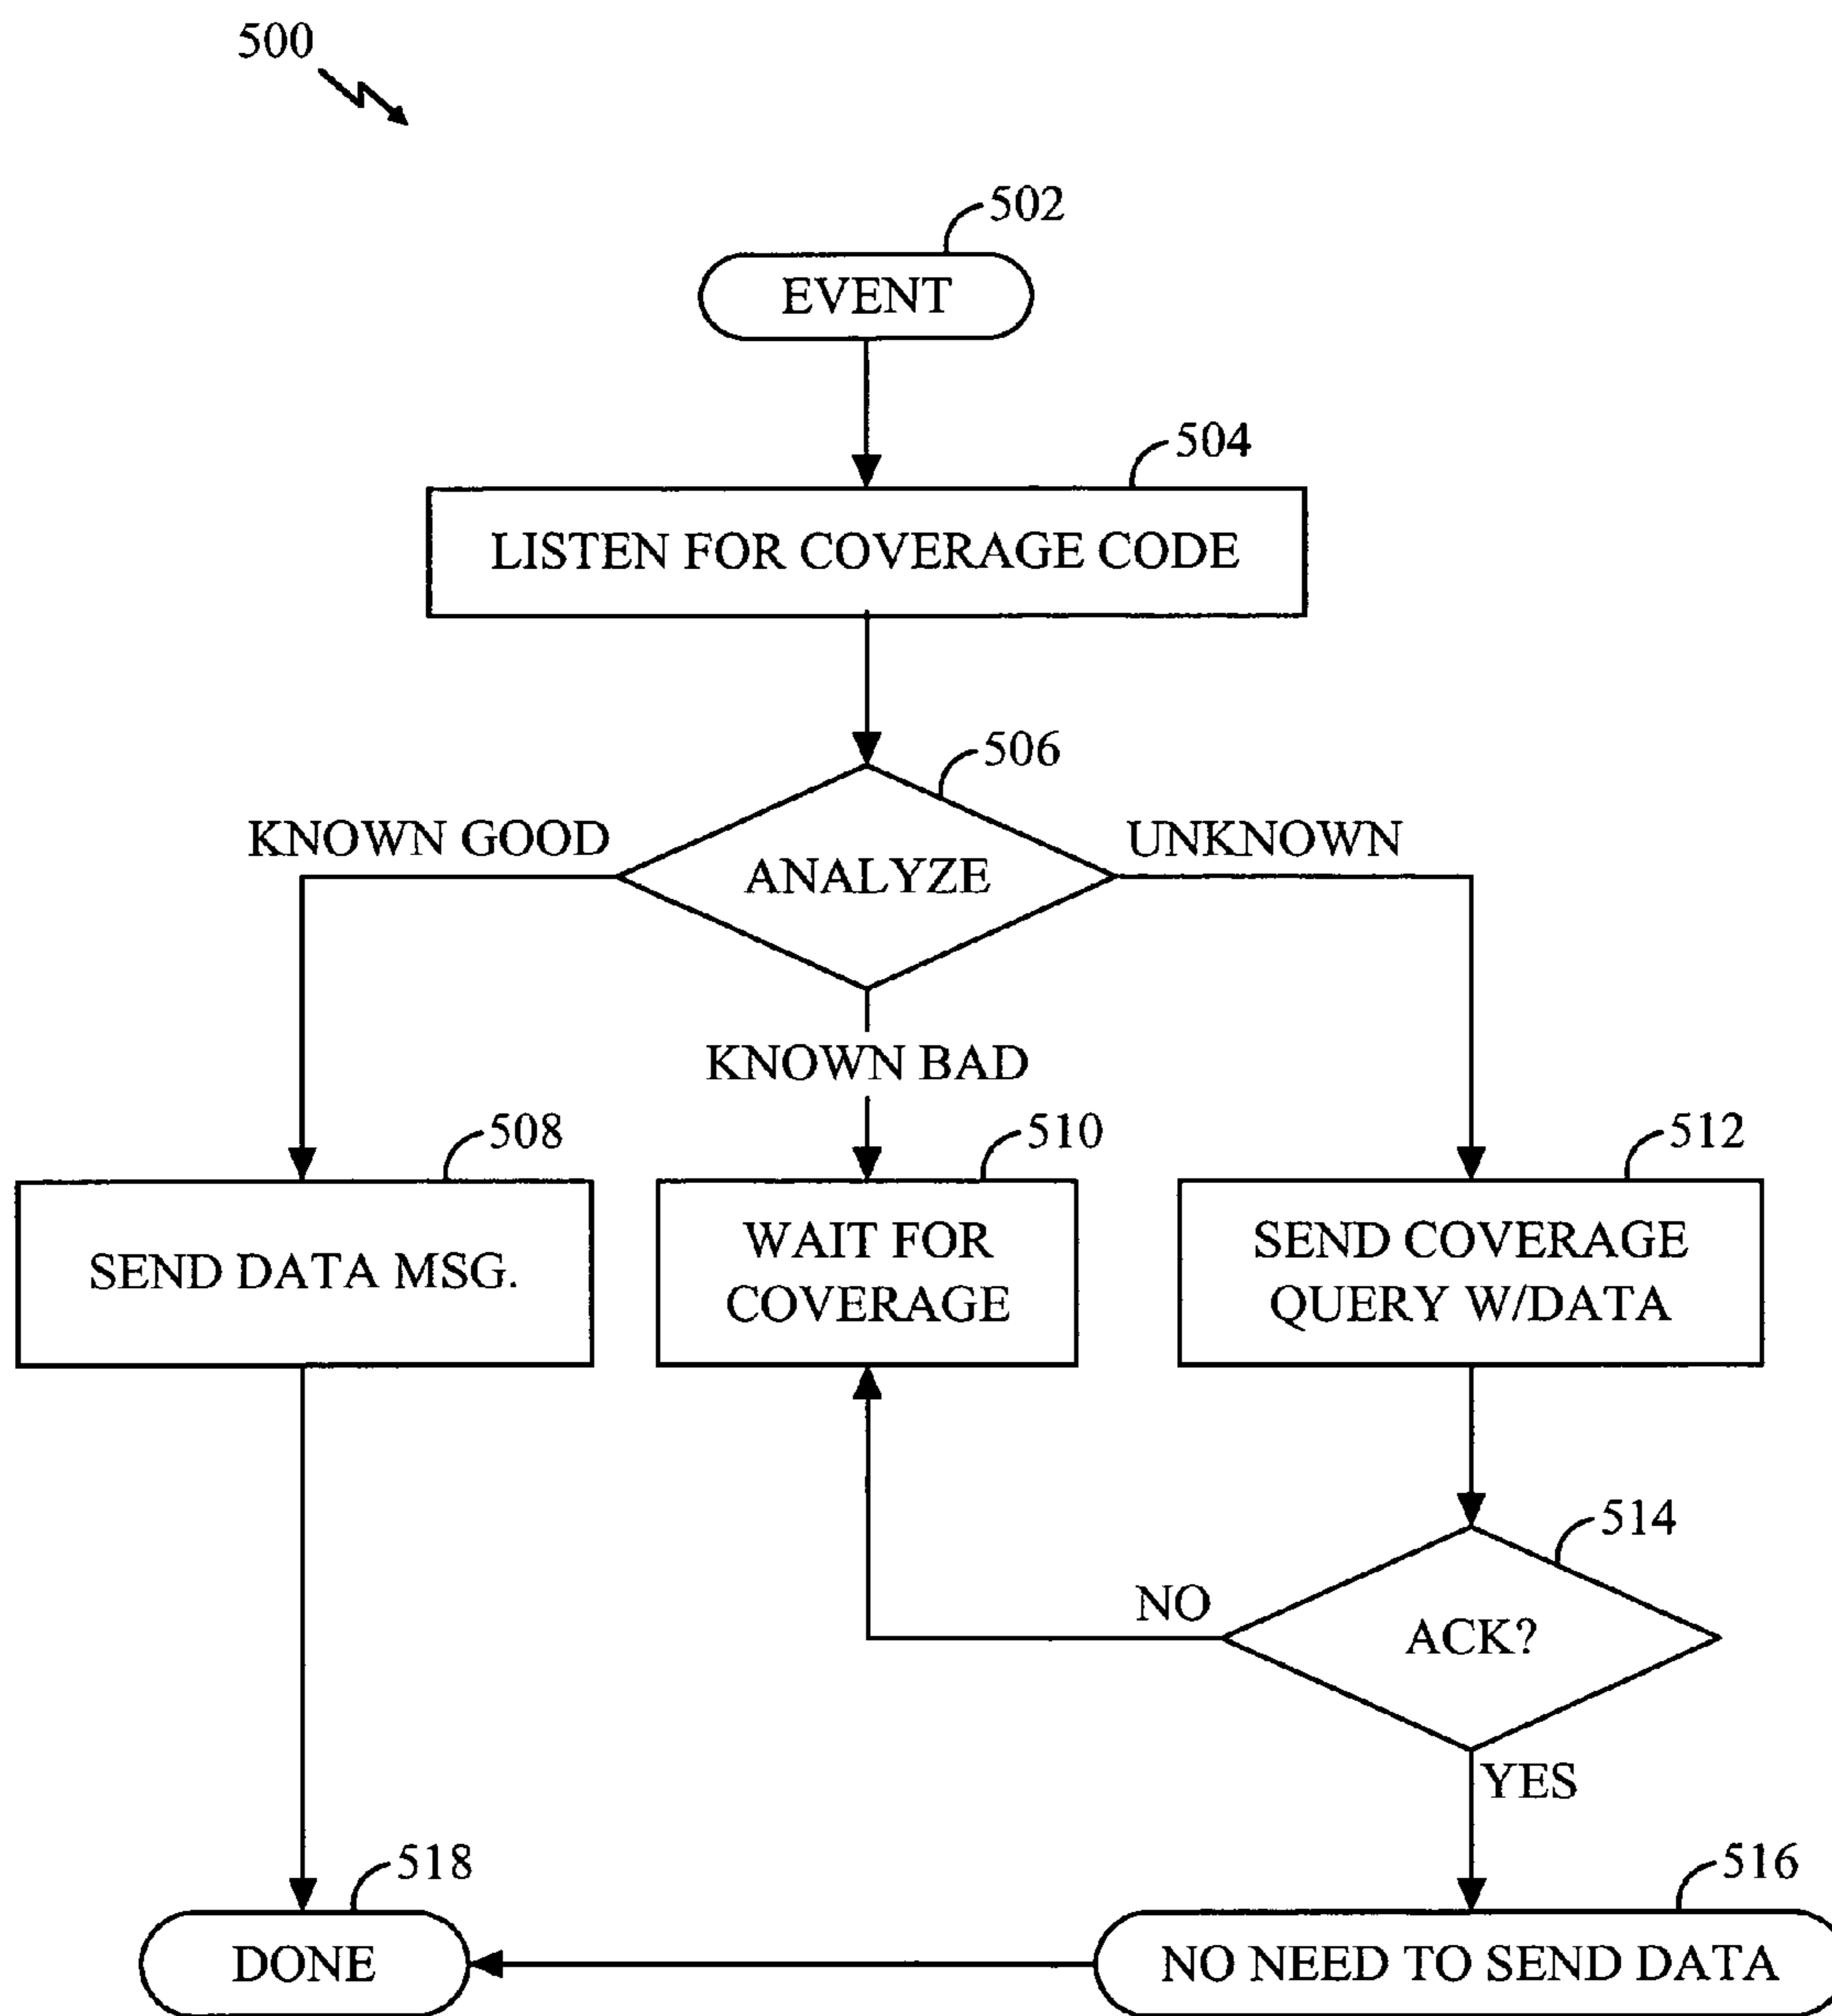 500
502
EVENT
504
LISTEN FOR COVERAGE CODE
506
KNOWN GOOD
UNKNOWN
ANALYZE
KNOWN BAD
508
510
512
SEND DATA MSG.
WAIT FOR
COVERAGE
SEND COVERAGE
QUERY W/DATA
514
NO
ACK?
YES
518
516
DONE
NO NEED TO SEND DATA